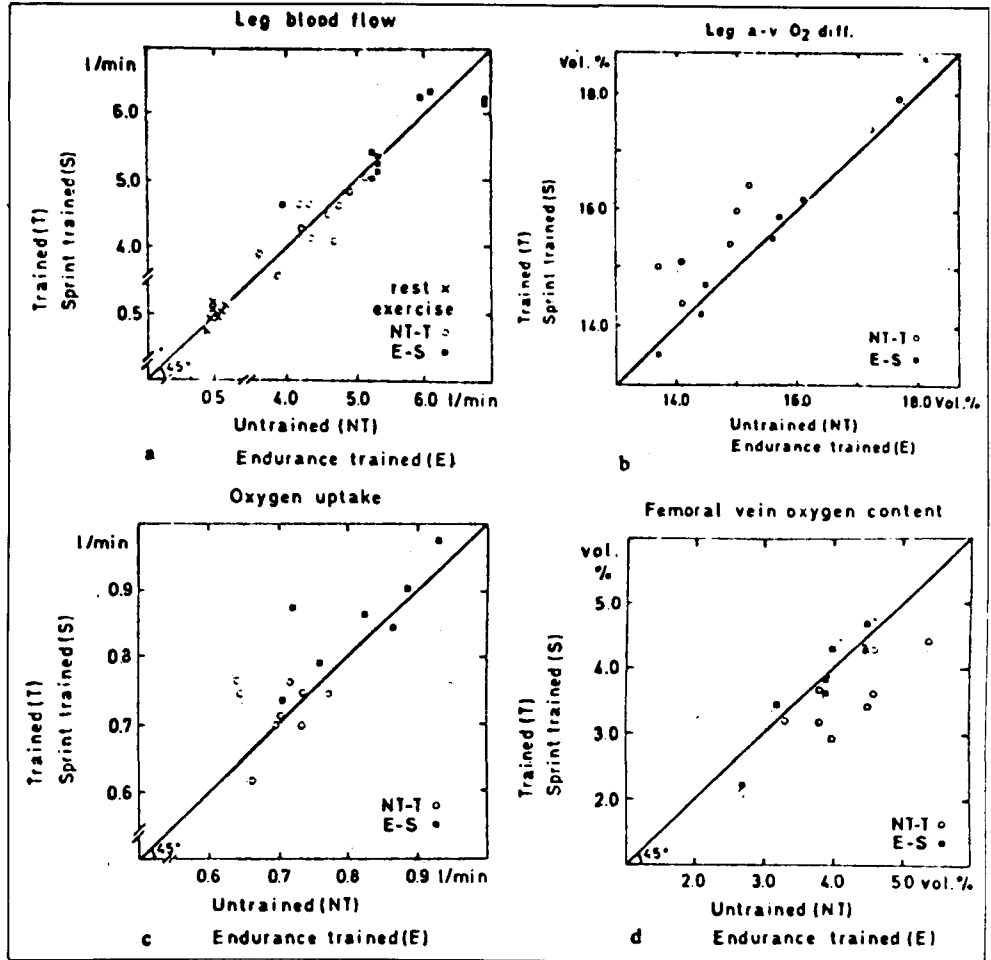 Leg blood flow
l/min
6.0
5.0
4.0
0.5
Trained (T)
Sprint trained (S)
rest x
exercise
NT-T ○
E-S ▪
45°
0.5 4.0 5.0 6.0 l/min
Untrained (NT)
a Endurance trained (E)
Leg a-v O₂ diff.
Vol. %
18.0
16.0
14.0
Trained (T)
Sprint trained (S)
NT-T ○
E-S •
14.0 16.0 18.0 Vol.%
Untrained (NT)
Endurance trained (E)
b
Oxygen uptake
l/min
0.9
0.8
0.7
0.6
Trained (T)
Sprint trained (S)
NT-T ○
E-S ▪
45°
0.6 0.7 0.8 0.9 l/min
Untrained (NT)
c Endurance trained (E)
Femoral vein oxygen content
vol.
%
5.0
4.0
3.0
2.0
Trained (T)
Sprint trained (S)
NT-T ○
E-S ▪
45°
2.0 3.0 4.0 50 vol.%
Untrained (NT)
d Endurance trained (E)